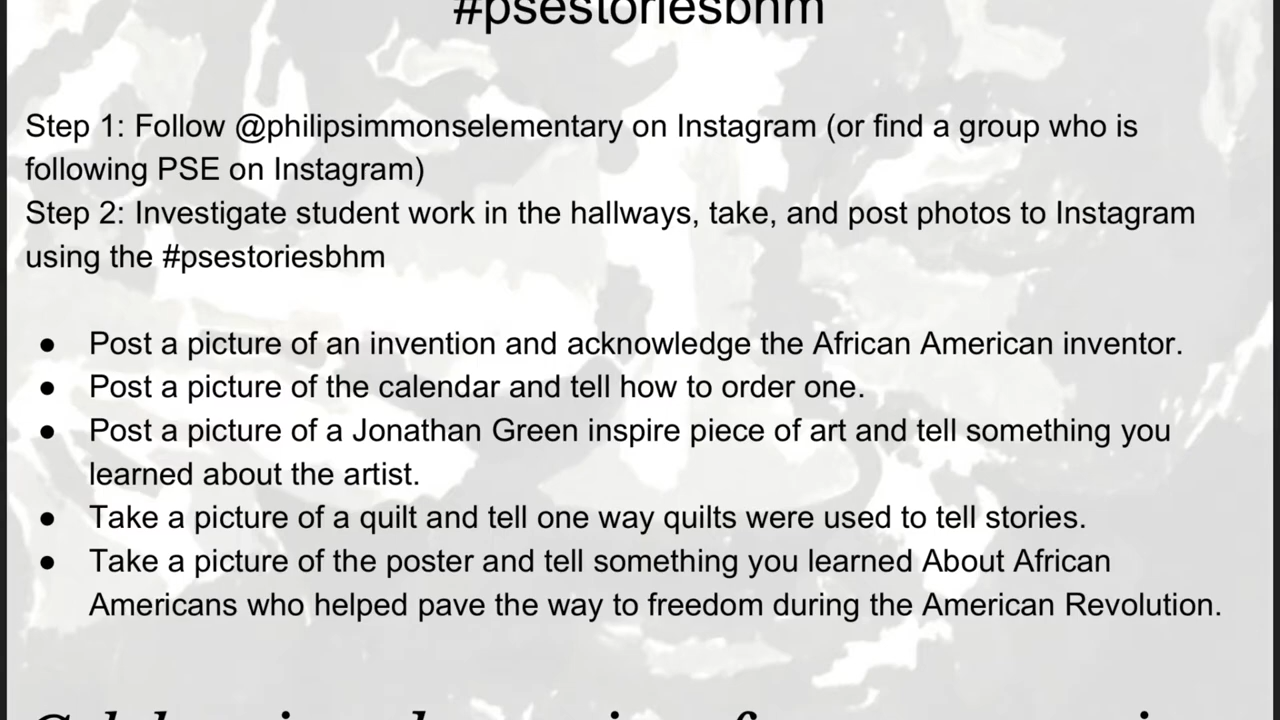 #psestoriesbhm
Step 1: Follow @philipsimmonselementary on Instagram (or find a group who is
following PSE on Instagram)
Step 2: Investigate student work in the hallways, take, and post photos to Instagram
using the #psestoriesbhm
● Post a picture of an invention and acknowledge the African American inventor.
● Post a picture of the calendar and tell how to order one.
● Post a picture of a Jonathan Green inspire piece of art and tell something you
learned about the artist.
● Take a picture of a quilt and tell one way quilts were used to tell stories.
● Take a picture of the poster and tell something you learned About African
Americans who helped pave the way to freedom during the American Revolution.